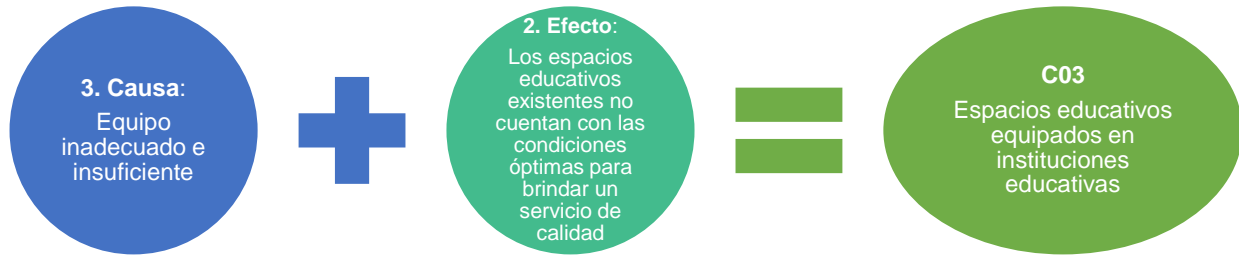 3. Causa:
Equipo
inadecuado e
insuficiente
2. Efecto:
Los espacios
educativos
existentes no
cuentan con las
condiciones
óptimas para
brindar un
servicio de
calidad
C03
Espacios educativos
equipados en
instituciones
educativas